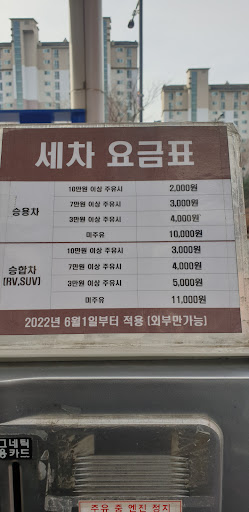 세차 요금표
10만원 이상 주유시 2,000원
7만원 이상 주유시 3,000원
승용차
3만원 이상 주유시 4,000원
미주유 10,000원
10만원 이상 주유시 3,000원
승합차 7만원 이상 주유시 4,000원
[RV,SUV] 3만원 이상 주유시 5,000원
미주유 11,000원
2022년 6월1일부터 적용 (외부만가능)
그네틱
용카드
주유 중 엔진 정지